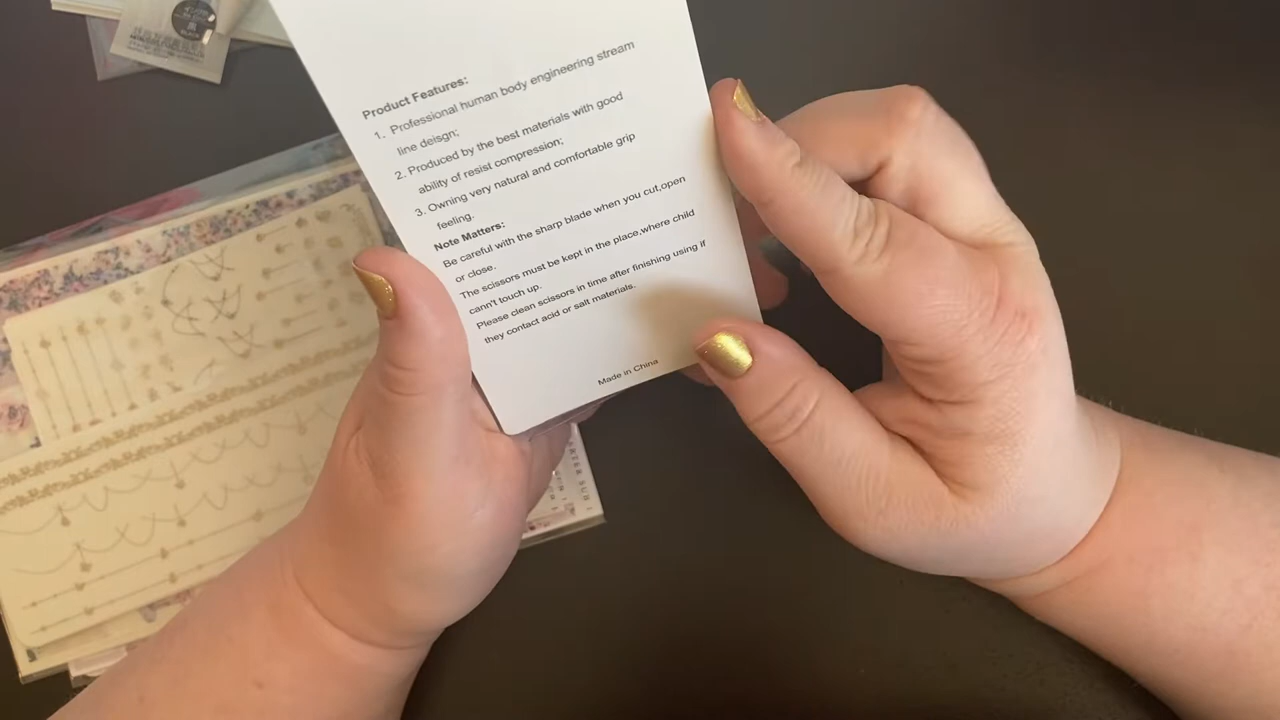 Product Features:
1. Professional human body engineering stream
line deisgn;
2. Produced by the best materials with good
ability of resist compression;
3. Owning very natural and comfortable grip
feeling.
Note Matters:
Be careful with the sharp blade when you cut,open
or close.
The scissors must be kept in the place,where child
cann't touch up.
Please clean scissors in time after finishing using If
they contact acid or salt materials.
Made in China